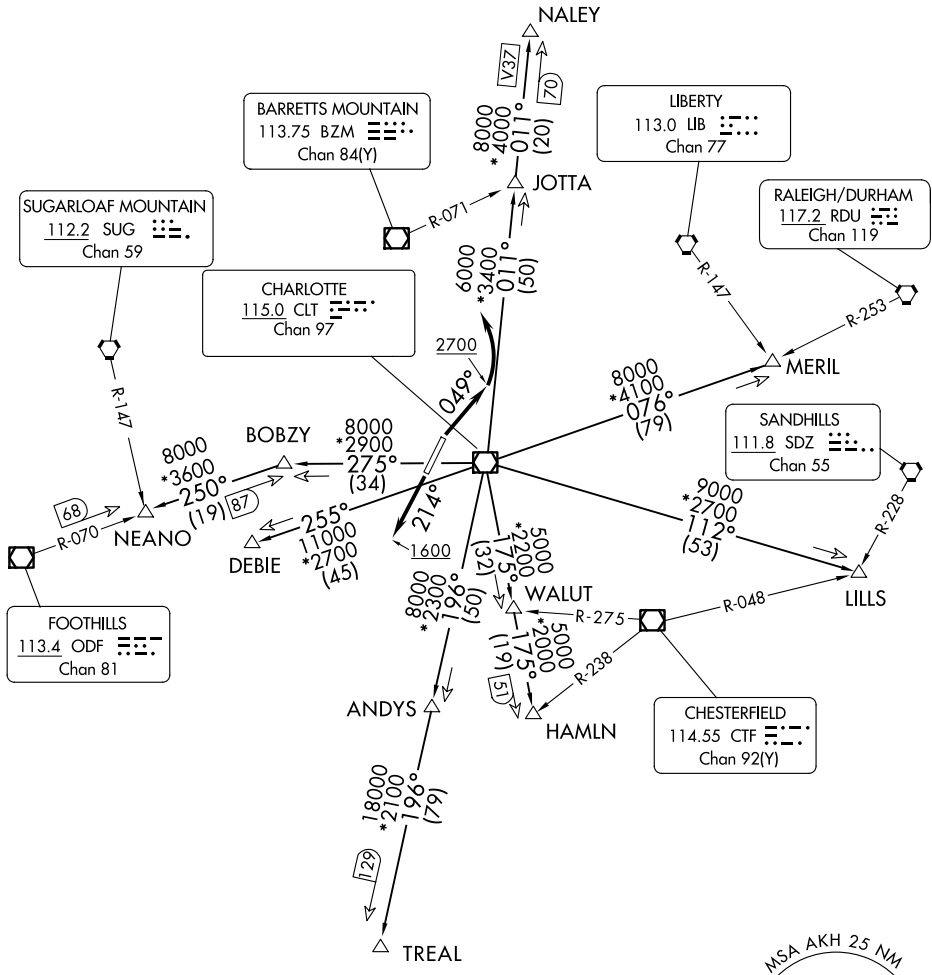 NALEY
V37
70
8000
*4000
011°
(20)
BARRETTS MOUNTAIN
113.75 BZM
Chan 84(Y)
LIBERTY
113.0 LIB
Chan 77
JOTTA
R-071
SUGARLOAF MOUNTAIN
112.2 SUG
Chan 59
RALEIGH/DURHAM
117.2 RDU
Chan 119
6000
*3400
011°
(50)
CHARLOTTE
115.0 CLT
Chan 97
R-147
R-253
2700
R-147
049°
MERIL
8000
*4100
076°
(79)
SANDHILLS
111.8 SDZ
Chan 55
BOBZY
8000
*2900
275°
(34)
8000
*3600
250°
(19)
87
68
R-070
NEANO
9000
*2700
112°
(53)
R-228
255°
11000
*2700
(45)
DEBIE
214°
1600
5000
*2200
175°
(32)
WALUT
R-275
R-048
LILLS
FOOTHILLS
113.4 ODF
Chan 81
8000
*2300
196°
(50)
5000
*2000
175°
(19)
51
R-238
ANDYS
HAMLN
CHESTERFIELD
114.55 CTF
Chan 92(Y)
18000
*2100
196°
(79)
129
TREAL
MSA AKH 25 NM